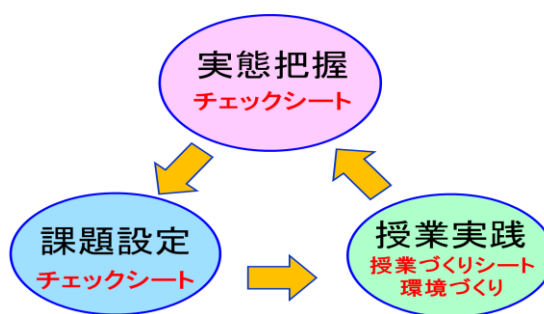 実態把握
チェックシート
課題設定
チェックシート
授業実践
授業づくりシート
環境づくり